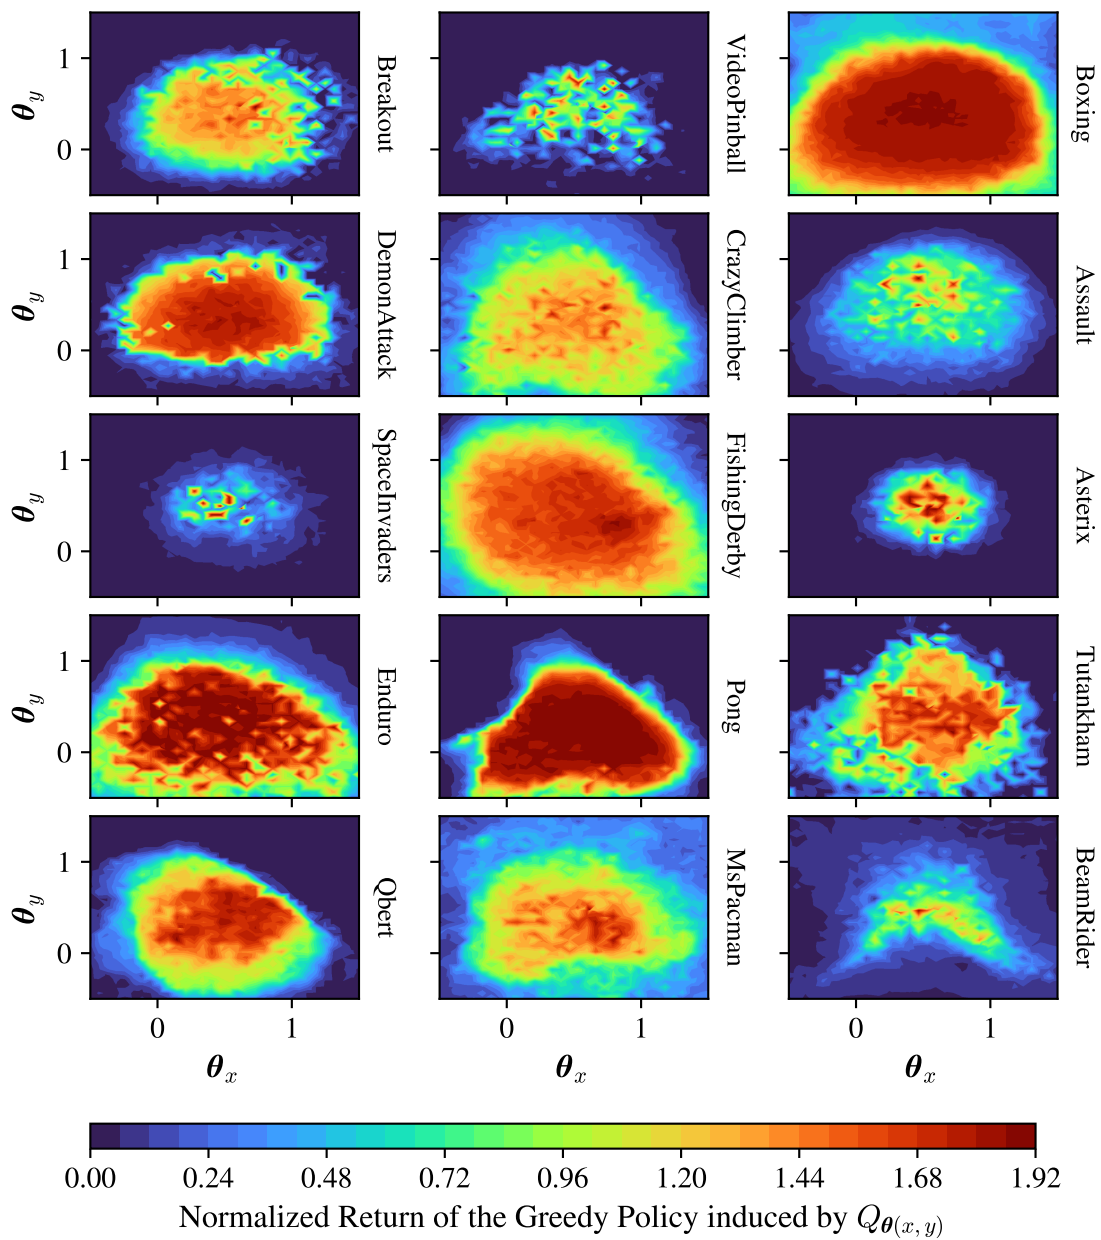 θy 1 0 Breakout VideoPinball Boxing
θy 1 0 DemonAttack CrazyClimber Assault
θy 1 0 SpaceInvaders FishingDerby Asterix
θy 1 0 Enduro Pong Tutankham
θy 1 0 Qbert MsPacman BeamRider
0 1 0 1 0 1
θx θx θx
0.00 0.24 0.48 0.72 0.96 1.20 1.44 1.68 1.92
Normalized Return of the Greedy Policy induced by Qθ(x, y)